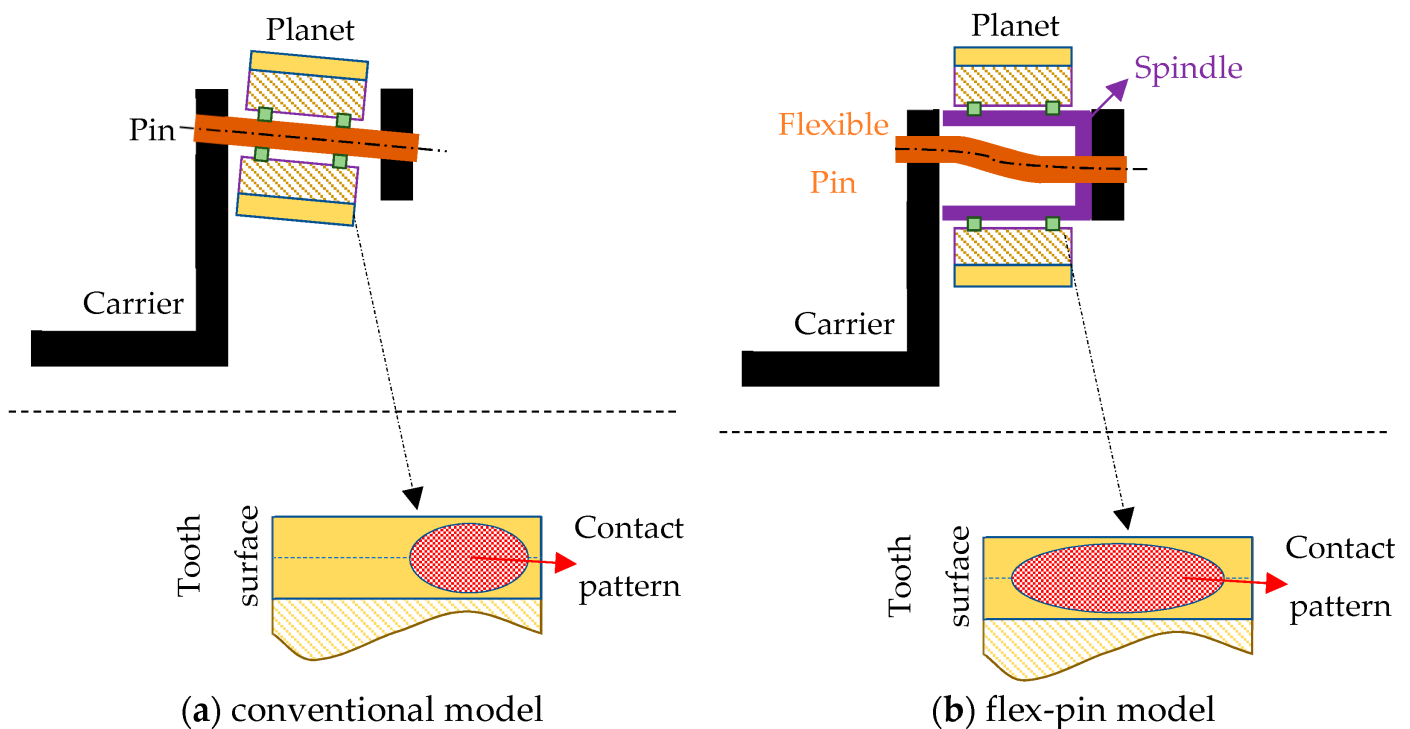 Planet
Pin
Carrier
Tooth
surface
Contact
pattern
(a) conventional model
Planet
Spindle
Flexible
Pin
Carrier
Tooth
surface
Contact
pattern
(b) flex-pin model